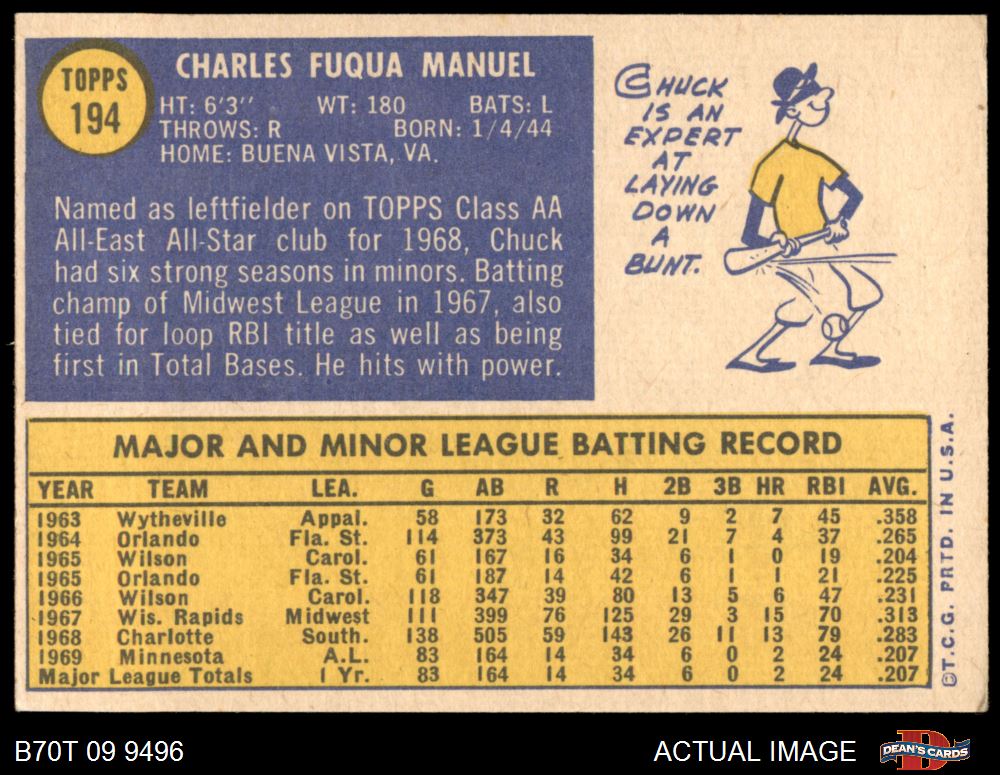 TOPPS
194
CHARLES FUQUA MANUEL
HT: 6'3'' WT: 180 BATS: L
THROWS: R BORN: 1/4/44
HOME: BUENA VISTA, VA.
Named as leftfielder on TOPPS Class AA
All-East All-Star club for 1968, Chuck
had six strong seasons in minors. Batting
champ of Midwest League in 1967, also
tied for loop RBI title as well as being
first in Total Bases. He hits with power.
CHUCK
IS AN
EXPERT
AT
LAYING
DOWN
A
BUNT.
MAJOR AND MINOR LEAGUE BATTING RECORD
YEAR TEAM LEA. G AB R H 2B 3B HR RBI AVG.
1963 Wytheville Appal. 58 173 32 62 9 2 7 45 .358
1964 Orlando Fla. St. 114 373 43 99 21 7 4 37 .265
1965 Wilson Carol. 61 167 16 34 6 1 0 19 .204
1965 Orlando Fla. St. 61 187 14 42 6 1 1 21 .225
1966 Wilson Carol. 118 347 39 80 13 5 6 47 .231
1967 Wis. Rapids Midwest 111 399 76 125 29 3 15 70 .313
1968 Charlotte South. 138 505 59 143 26 11 13 79 .283
1969 Minnesota A.L. 83 164 14 34 6 0 2 24 .207
Major League Totals 1 Yr. 83 164 14 34 6 0 2 24 .207
©T.C.G. PRTD. IN U.S.A.
B70T 09 9496
ACTUAL IMAGE
D
DEAN'S CARDS